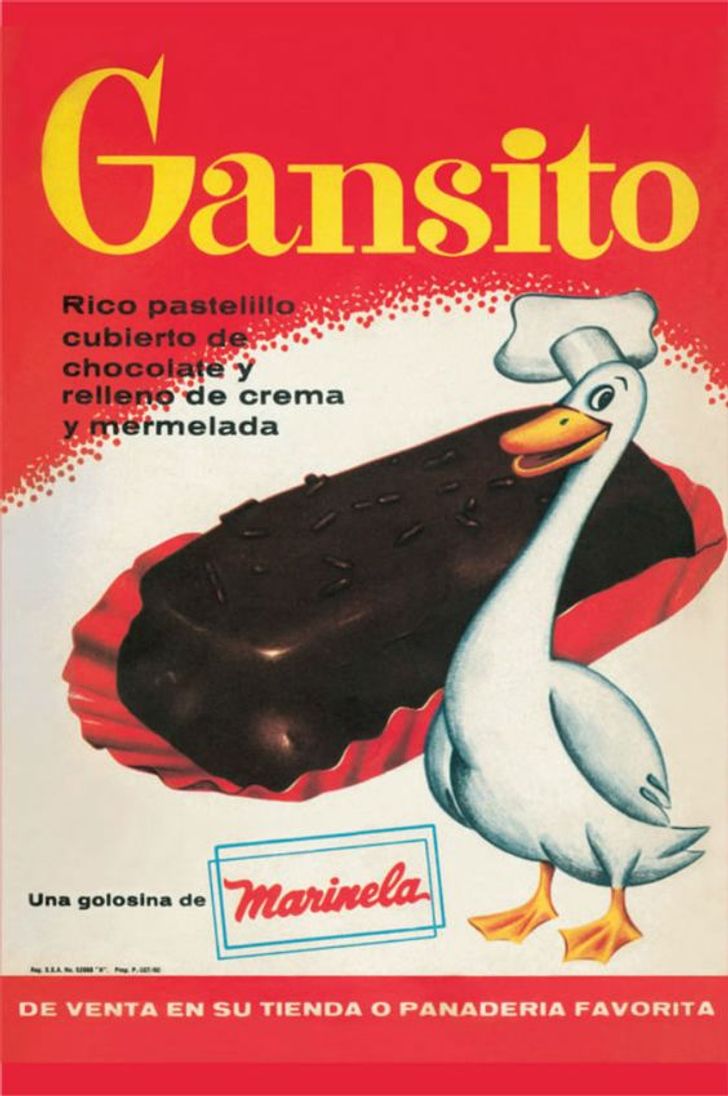 Gansito
Rico pastelillo
cubierto de
chocolate y
relleno de crema
y mermelada
Una golosina de
Marinela
DE VENTA EN SU TIENDA O PANADERIA FAVORITA